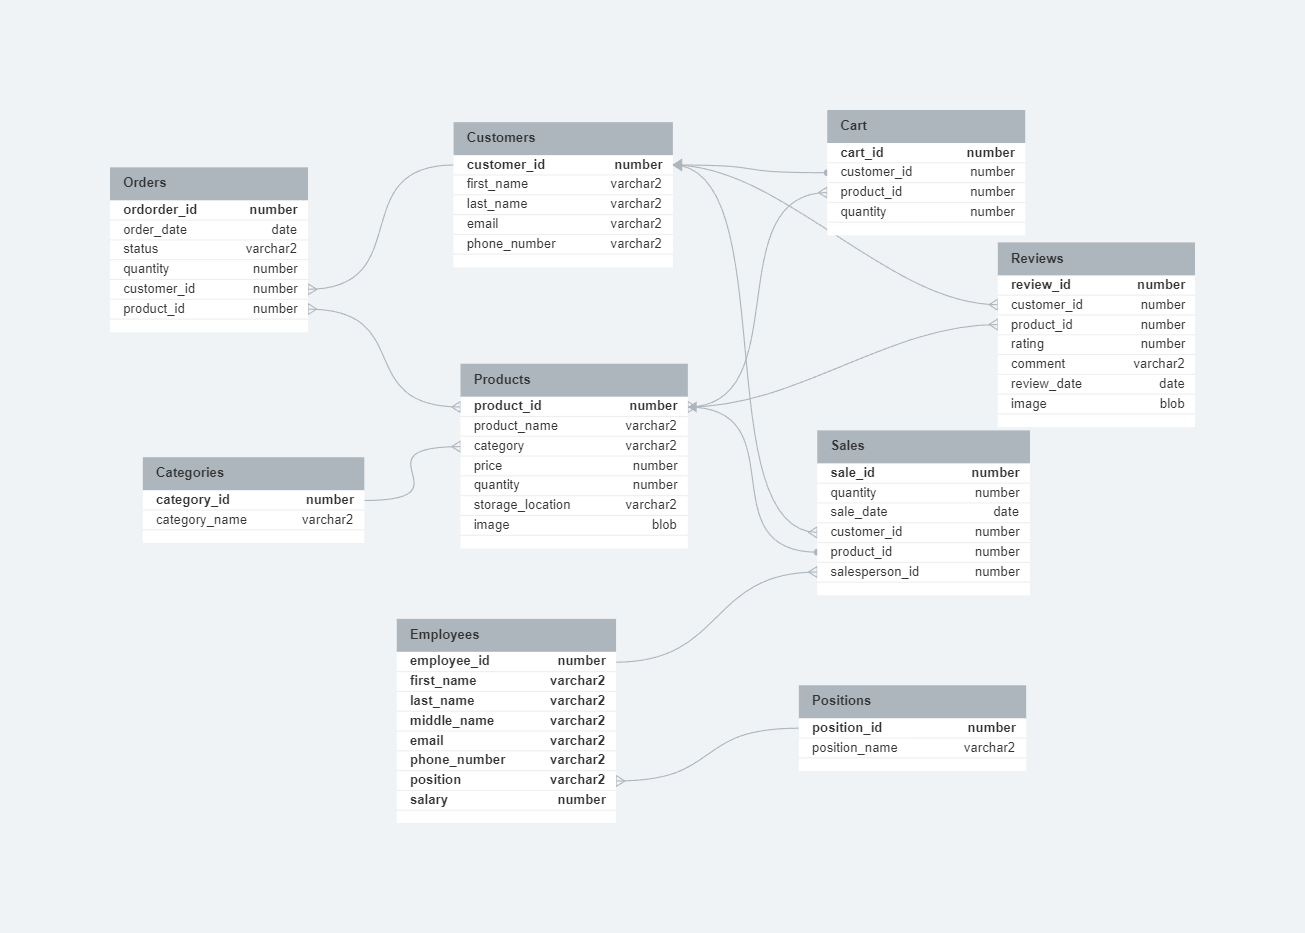 Orders
ordorder_id number
order_date date
status varchar2
quantity number
customer_id number
product_id number
Customers
customer_id number
first_name varchar2
last_name varchar2
email varchar2
phone_number varchar2
Cart
cart_id number
customer_id number
product_id number
quantity number
Reviews
review_id number
customer_id number
product_id number
rating number
comment varchar2
review_date date
image blob
Products
product_id number
product_name varchar2
category varchar2
price number
quantity number
storage_location varchar2
image blob
Categories
category_id number
category_name varchar2
Sales
sale_id number
quantity number
sale_date date
customer_id number
product_id number
salesperson_id number
Employees
employee_id number
first_name varchar2
last_name varchar2
middle_name varchar2
email varchar2
phone_number varchar2
position varchar2
salary number
Positions
position_id number
position_name varchar2